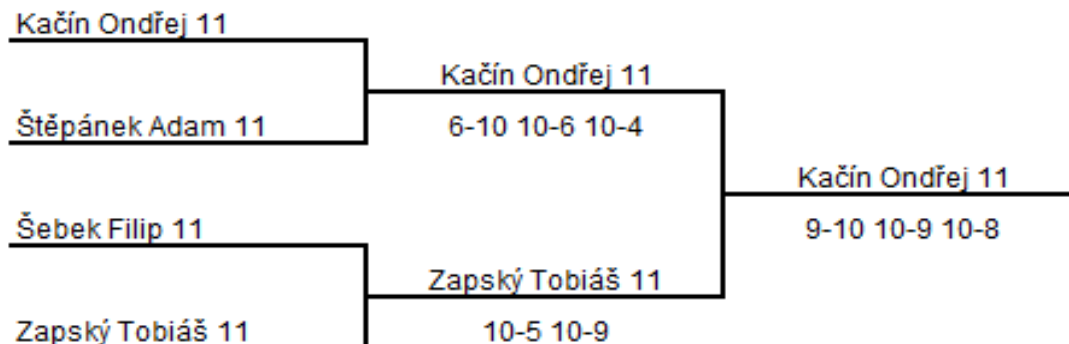 Kačín Ondřej 11
Kačín Ondřej 11
Štěpánek Adam 11
6-10 10-6 10-4
Kačín Ondřej 11
Šebek Filip 11
9-10 10-9 10-8
Zapský Tobiáš 11
Zapský Tobiáš 11
10-5 10-9